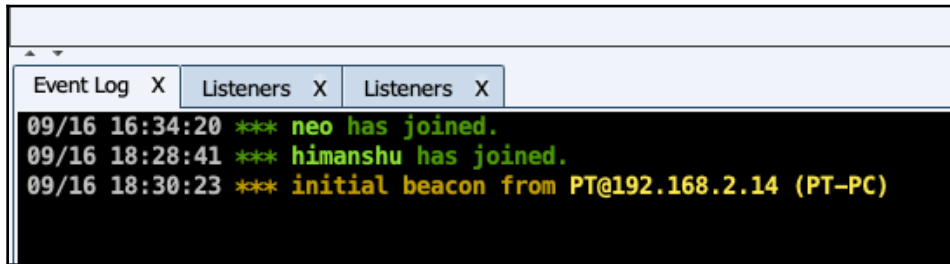 Event Log X Listeners X Listeners X
09/16 16:34:20 *** neo has joined.
09/16 18:28:41 *** himanshu has joined.
09/16 18:30:23 *** initial beacon from PT@192.168.2.14 (PT-PC)